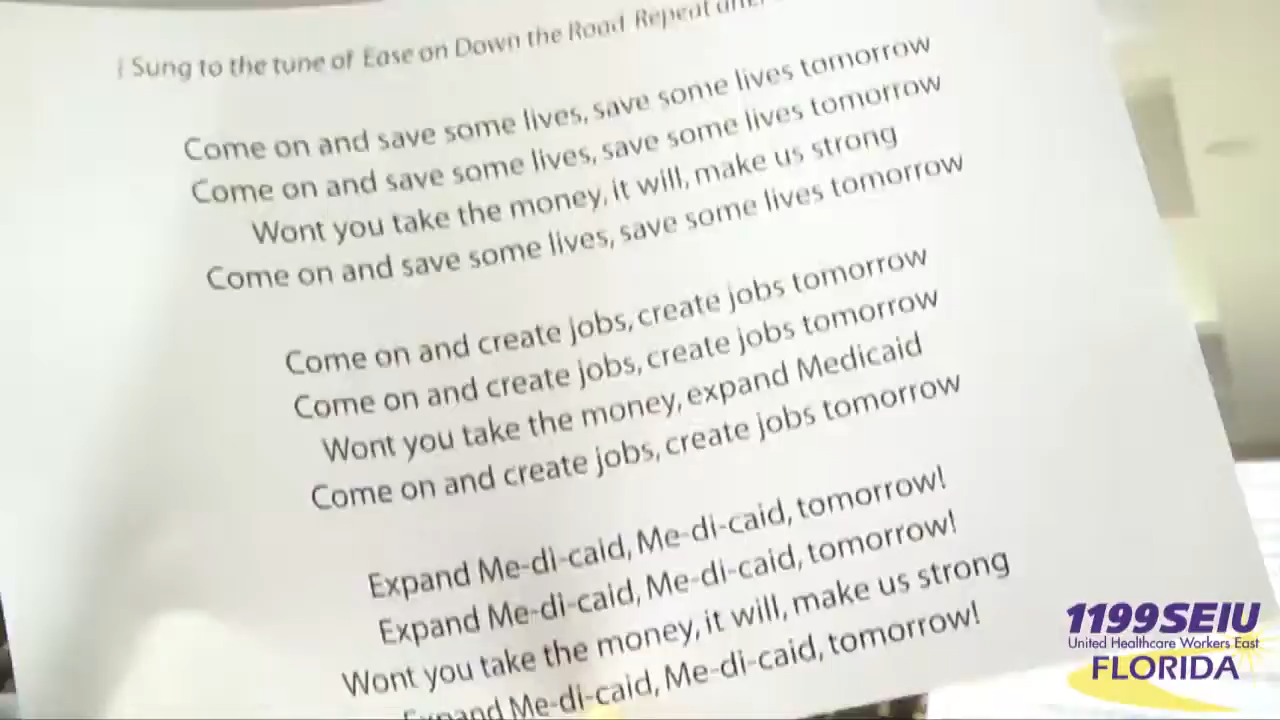 Sung to the tune of Ease on Down the Road Repeat
Come on and save some lives, save some lives tomorrow
Come on and save some lives, save some lives tomorrow
Wont you take the money, it will, make us strong
Come on and save some lives, save some lives tomorrow
Come on and create jobs, create jobs tomorrow
Come on and create jobs, create jobs tomorrow
Wont you take the money, expand Medicaid
Come on and create jobs, create jobs tomorrow
Expand Me-di-caid, Me-di-caid, tomorrow!
Expand Me-di-caid, Me-di-caid, tomorrow!
Wont you take the money, it will, make us strong
Expand Me-di-caid, Me-di-caid, tomorrow!
1199SEIU
United Healthcare Workers East
FLORIDA